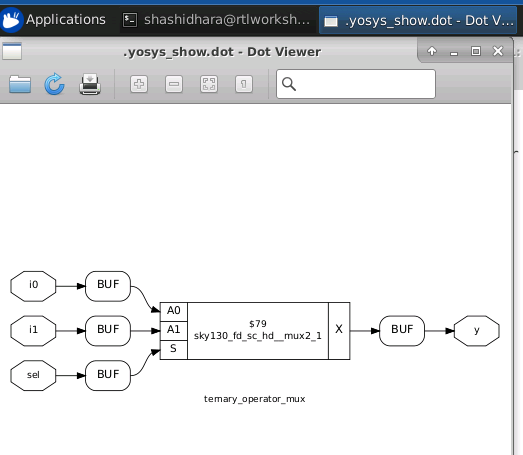 Applications
shashidhara@rtlworksh...
.yosys_show.dot - Dot V...
.yosys_show.dot - Dot Viewer
i0
BUF
i1
BUF
sel
BUF
A0
A1
S
$79
sky130_fd_sc_hd__mux2_1
X
BUF
y
ternary_operator_mux